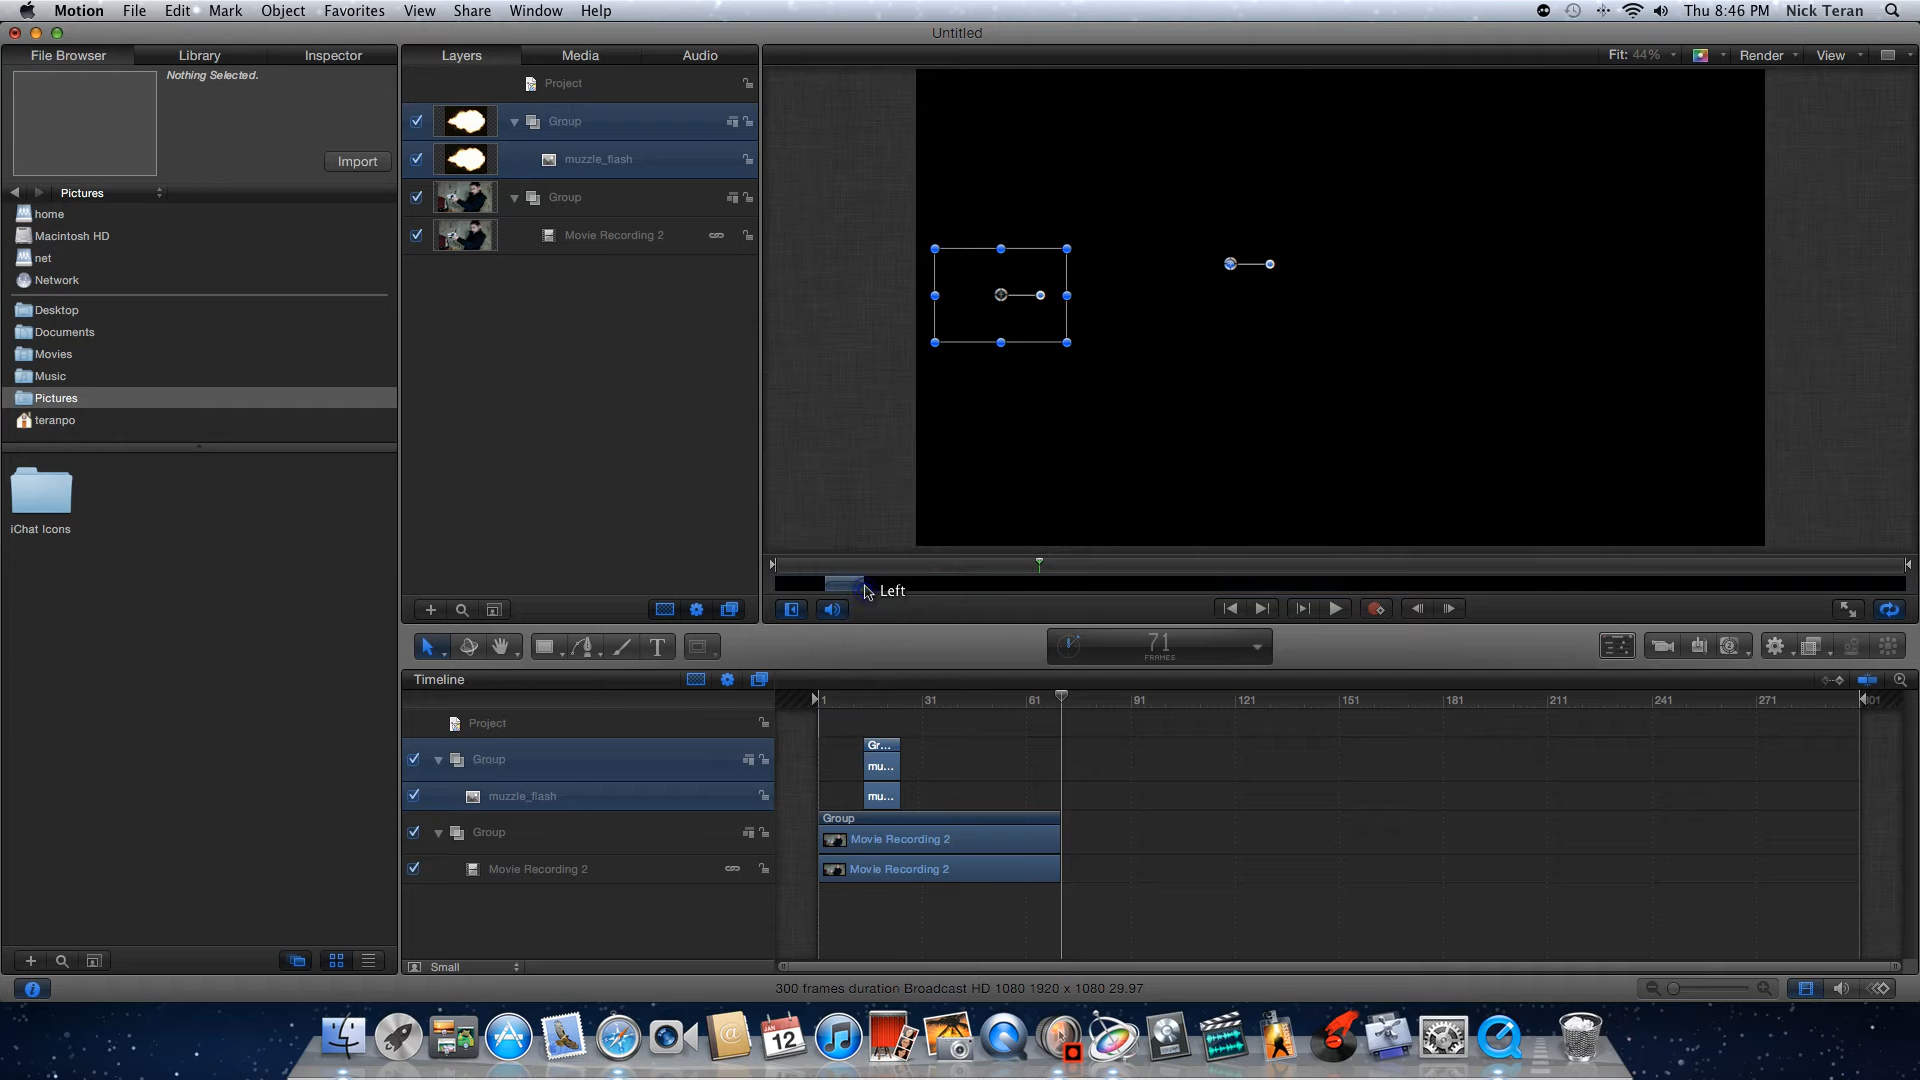 Motion File Edit Mark Object Favorites View Share Window Help Thu 8:46 PM Nick Teran
Untitled
File Browser Library Inspector Layers Media Audio Fit: 44% Render View
Nothing Selected.
Import
Pictures
home
Macintosh HD
net
Network
Desktop
Documents
Movies
Music
Pictures
teranpo
iChat Icons
Project
Group
muzzle_flash
Group
Movie Recording 2
Left
71
FRAMES
Timeline
1 31 61 91 121 151 181 211 241 271 301
Project
Group
muzzle_flash
Group
Movie Recording 2
Gr...
mu...
mu...
Group
Movie Recording 2
Movie Recording 2
Small
300 frames duration Broadcast HD 1080 1920 x 1080 29.97
JAN
12